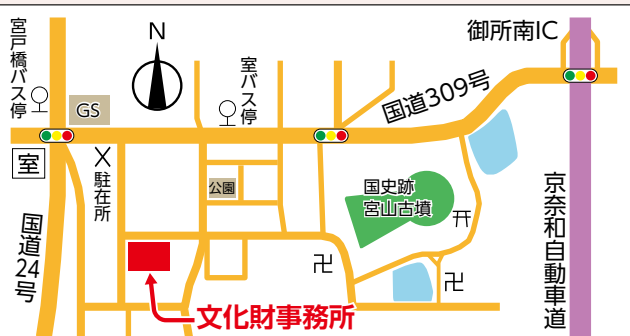 宮戸橋バス停
N
御所南IC
GS
室バス停
国道309号
室
駐在所
公園
国史跡
宮山古墳
京奈和自動車道
国道24号
文化財事務所